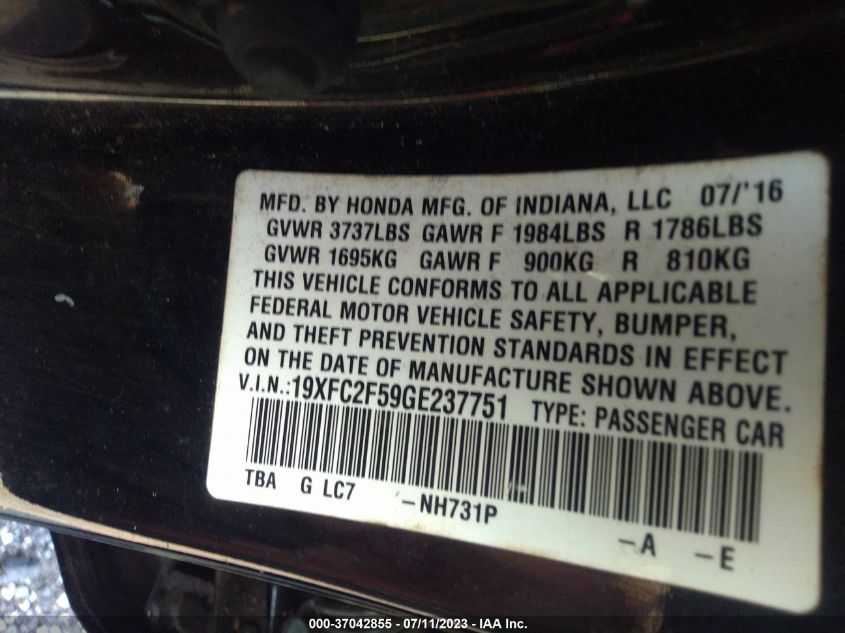 MFD. BY HONDA MFG. OF INDIANA, LLC 07/'16
GVWR 3737LBS GAWR F 1984LBS R 1786LBS
GVWR 1695KG GAWR F 900KG R 810KG
THIS VEHICLE CONFORMS TO ALL APPLICABLE
FEDERAL MOTOR VEHICLE SAFETY, BUMPER,
AND THEFT PREVENTION STANDARDS IN EFFECT
ON THE DATE OF MANUFACTURE SHOWN ABOVE.
V.I.N.:19XFC2F59GE237751 TYPE: PASSENGER CAR
TBA G LC7 -NH731P -A -E
000-37042855 - 07/11/2023 - IAA Inc.